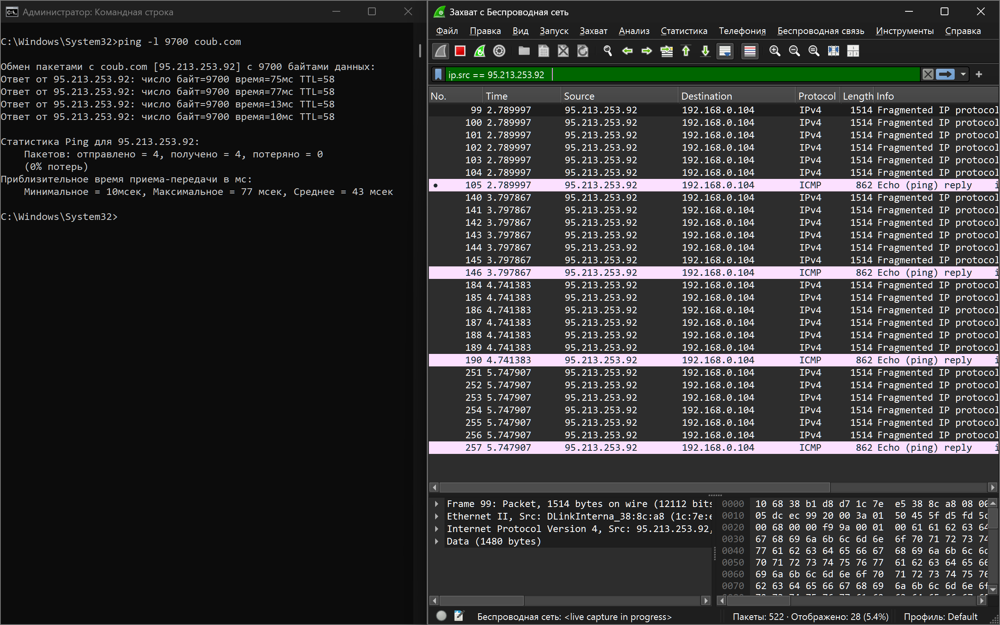 Администратор: Командная строка
C:\Windows\System32>ping -l 9700 coub.com
Обмен пакетами с coub.com [95.213.253.92] с 9700 байтами данных:
Ответ от 95.213.253.92: число байт=9700 время=75мс TTL=58
Ответ от 95.213.253.92: число байт=9700 время=77мс TTL=58
Ответ от 95.213.253.92: число байт=9700 время=13мс TTL=58
Ответ от 95.213.253.92: число байт=9700 время=10мс TTL=58
Статистика Ping для 95.213.253.92:
Пакетов: отправлено = 4, получено = 4, потеряно = 0
(0% потерь)
Приблизительное время приема-передачи в мс:
Минимальное = 10мсек, Максимальное = 77 мсек, Среднее = 43 мсек
C:\Windows\System32>
Захват с Беспроводная сеть
Файл Правка Вид Запуск Захват Анализ Статистика Телефония Беспроводная связь Инструменты Справка
ip.src == 95.213.253.92
No. Time Source Destination Protocol Length Info
99 2.789997 95.213.253.92 192.168.0.104 IPv4 1514 Fragmented IP protocol
100 2.789997 95.213.253.92 192.168.0.104 IPv4 1514 Fragmented IP protocol
101 2.789997 95.213.253.92 192.168.0.104 IPv4 1514 Fragmented IP protocol
102 2.789997 95.213.253.92 192.168.0.104 IPv4 1514 Fragmented IP protocol
103 2.789997 95.213.253.92 192.168.0.104 IPv4 1514 Fragmented IP protocol
104 2.789997 95.213.253.92 192.168.0.104 IPv4 1514 Fragmented IP protocol
105 2.789997 95.213.253.92 192.168.0.104 ICMP 862 Echo (ping) reply i
140 3.797867 95.213.253.92 192.168.0.104 IPv4 1514 Fragmented IP protocol
141 3.797867 95.213.253.92 192.168.0.104 IPv4 1514 Fragmented IP protocol
142 3.797867 95.213.253.92 192.168.0.104 IPv4 1514 Fragmented IP protocol
143 3.797867 95.213.253.92 192.168.0.104 IPv4 1514 Fragmented IP protocol
144 3.797867 95.213.253.92 192.168.0.104 IPv4 1514 Fragmented IP protocol
145 3.797867 95.213.253.92 192.168.0.104 IPv4 1514 Fragmented IP protocol
146 3.797867 95.213.253.92 192.168.0.104 ICMP 862 Echo (ping) reply i
184 4.741383 95.213.253.92 192.168.0.104 IPv4 1514 Fragmented IP protocol
185 4.741383 95.213.253.92 192.168.0.104 IPv4 1514 Fragmented IP protocol
186 4.741383 95.213.253.92 192.168.0.104 IPv4 1514 Fragmented IP protocol
187 4.741383 95.213.253.92 192.168.0.104 IPv4 1514 Fragmented IP protocol
188 4.741383 95.213.253.92 192.168.0.104 IPv4 1514 Fragmented IP protocol
189 4.741383 95.213.253.92 192.168.0.104 IPv4 1514 Fragmented IP protocol
190 4.741383 95.213.253.92 192.168.0.104 ICMP 862 Echo (ping) reply i
251 5.747907 95.213.253.92 192.168.0.104 IPv4 1514 Fragmented IP protocol
252 5.747907 95.213.253.92 192.168.0.104 IPv4 1514 Fragmented IP protocol
253 5.747907 95.213.253.92 192.168.0.104 IPv4 1514 Fragmented IP protocol
254 5.747907 95.213.253.92 192.168.0.104 IPv4 1514 Fragmented IP protocol
255 5.747907 95.213.253.92 192.168.0.104 IPv4 1514 Fragmented IP protocol
256 5.747907 95.213.253.92 192.168.0.104 IPv4 1514 Fragmented IP protocol
257 5.747907 95.213.253.92 192.168.0.104 ICMP 862 Echo (ping) reply i
Frame 99: Packet, 1514 bytes on wire (12112 bits
Ethernet II, Src: DLinkInterna_38:8c:a8 (1c:7e:e
Internet Protocol Version 4, Src: 95.213.253.92,
Data (1480 bytes)
0000 10 68 38 b1 d8 d7 1c 7e e5 38 8c a8 08 00
0010 05 dc ec 99 20 00 3a 01 50 45 5f d5 fd 5c
0020 00 68 00 00 f9 9a 00 01 00 61 61 62 63 64
0030 67 68 69 6a 6b 6c 6d 6e 6f 70 71 72 73 74
0040 77 61 62 63 64 65 66 67 68 69 6a 6b 6c 6d
0050 70 71 72 73 74 75 76 77 61 62 63 64 65 66
0060 69 6a 6b 6c 6d 6e 6f 70 71 72 73 74 75 76
0070 62 63 64 65 66 67 68 69 6a 6b 6c 6d 6e 6f
Беспроводная сеть: <live capture in progress>
Пакеты: 522 · Отображено: 28 (5.4%)
Профиль: Default